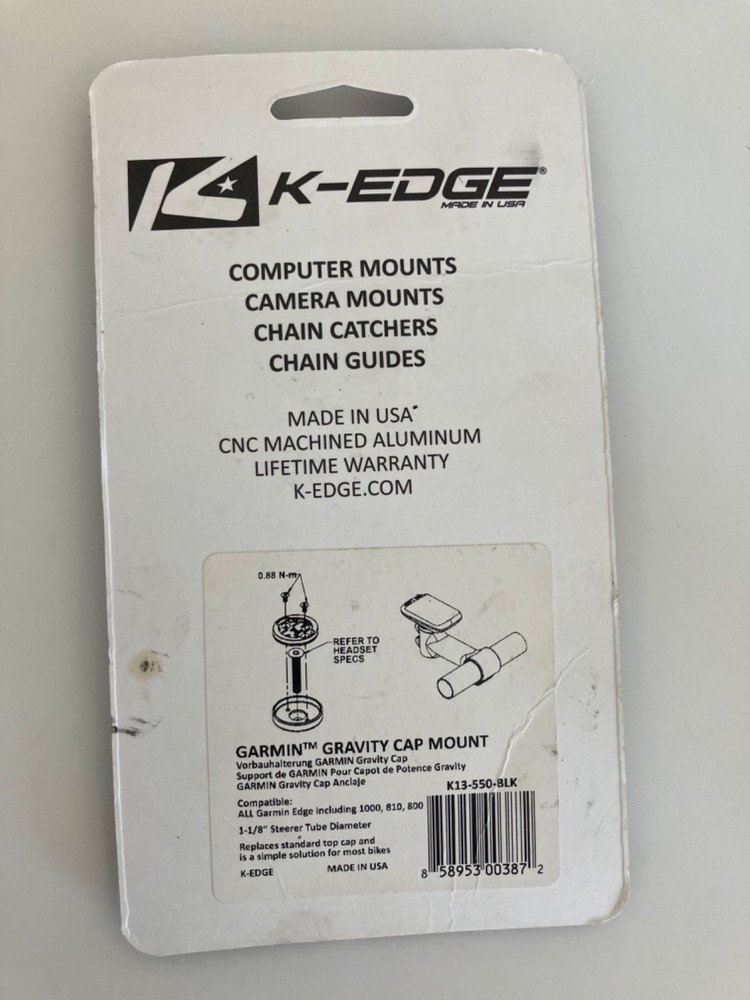 K-EDGE®
MADE IN USA
COMPUTER MOUNTS
CAMERA MOUNTS
CHAIN CATCHERS
CHAIN GUIDES
MADE IN USA
CNC MACHINED ALUMINUM
LIFETIME WARRANTY
K-EDGE.COM
0.88 N-m
REFER TO
HEADSET
SPECS
GARMIN™ GRAVITY CAP MOUNT
Vorbauhalterung GARMIN Gravity Cap
Support de GARMIN Pour Capot de Potence Gravity
GARMIN Gravity Cap Anclaje
K13-550-BLK
Compatible:
ALL Garmin Edge including 1000, 810, 800
1-1/8" Steerer Tube Diameter
Replaces standard top cap and
is a simple solution for most bikes
K-EDGE MADE IN USA
8 58953 00387 2